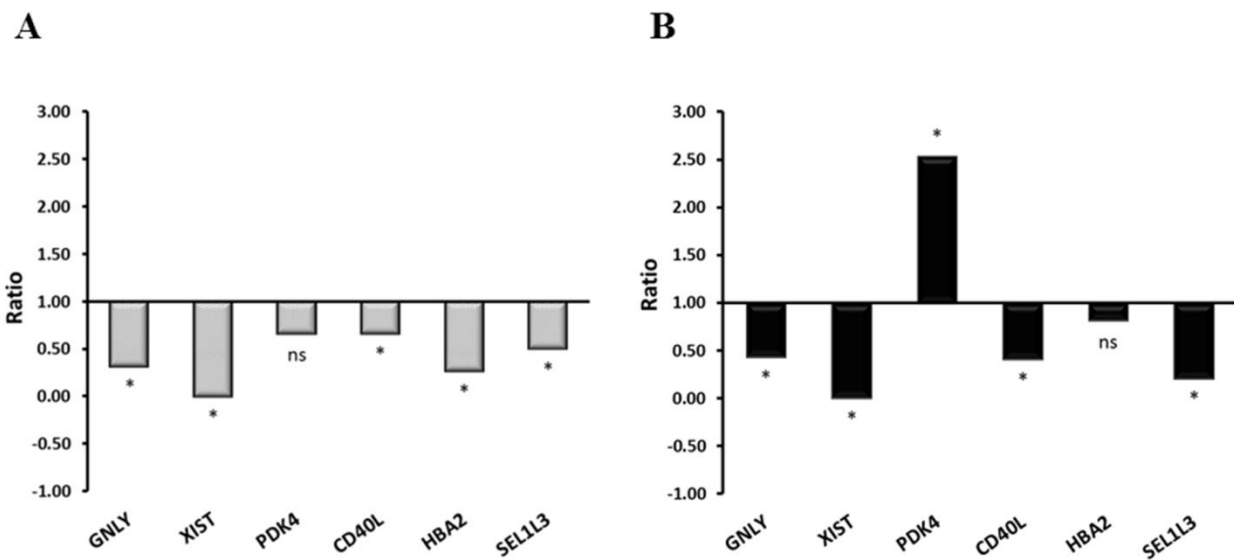 A
3.00
2.50
2.00
1.50
1.00
0.50
0.00
-0.50
-1.00
Ratio
*
*
ns
*
*
*
GNLY
XIST
PDK4
CD40L
HBA2
SEL1L3
B
3.00
2.50
2.00
1.50
1.00
0.50
0.00
-0.50
-1.00
Ratio
*
*
*
*
ns
*
GNLY
XIST
PDK4
CD40L
HBA2
SEL1L3